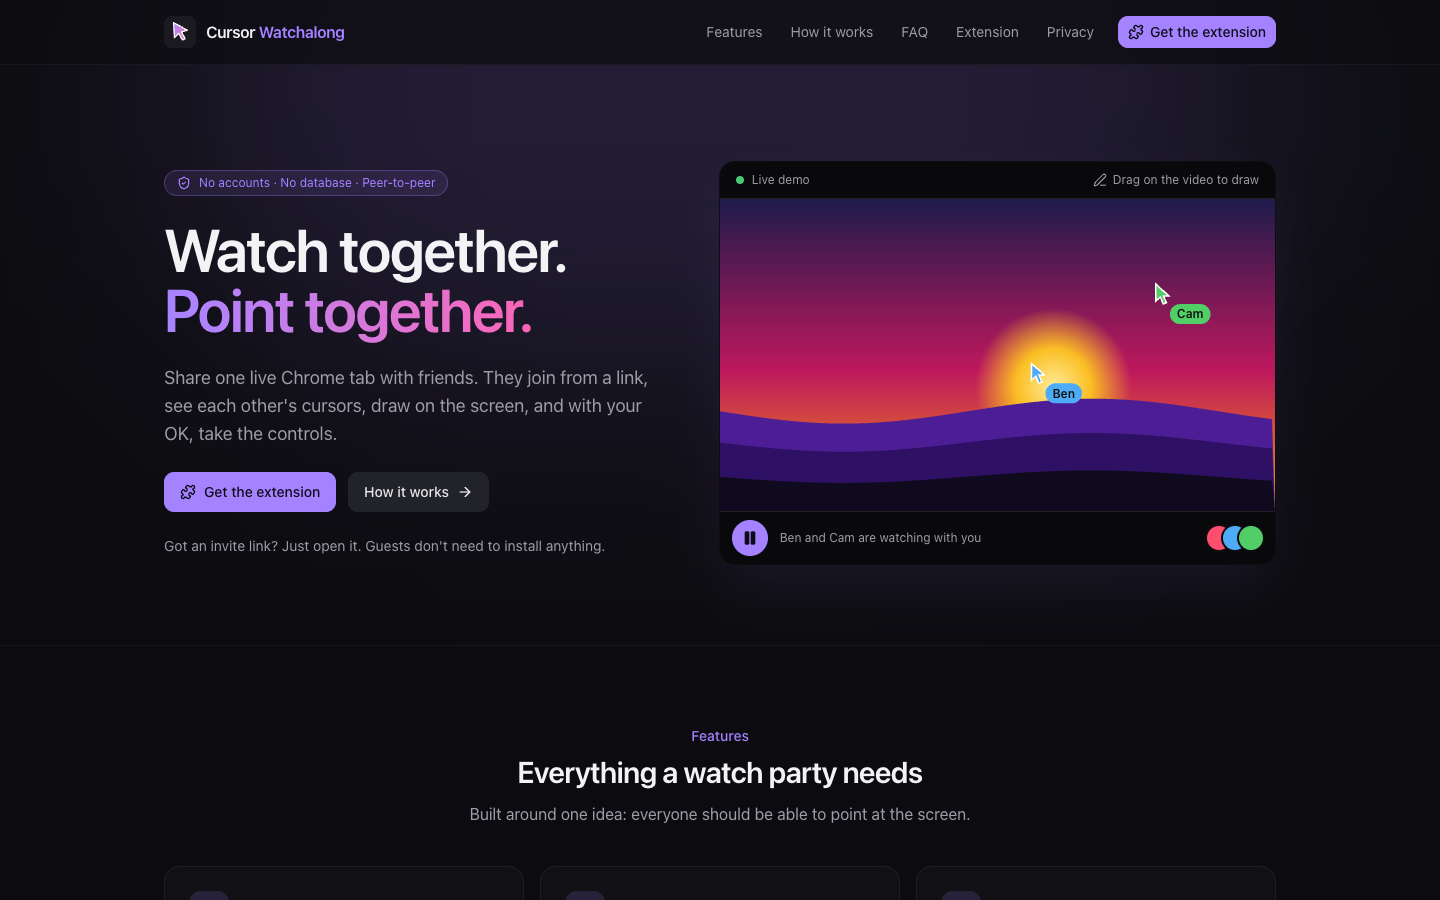 Cursor Watchalong
Features
How it works
FAQ
Extension
Privacy
Get the extension
No accounts · No database · Peer-to-peer
Watch together.
Point together.
Share one live Chrome tab with friends. They join from a link,
see each other's cursors, draw on the screen, and with your
OK, take the controls.
Get the extension
How it works
Got an invite link? Just open it. Guests don't need to install anything.
Live demo
Drag on the video to draw
Cam
Ben
Ben and Cam are watching with you
Features
Everything a watch party needs
Built around one idea: everyone should be able to point at the screen.